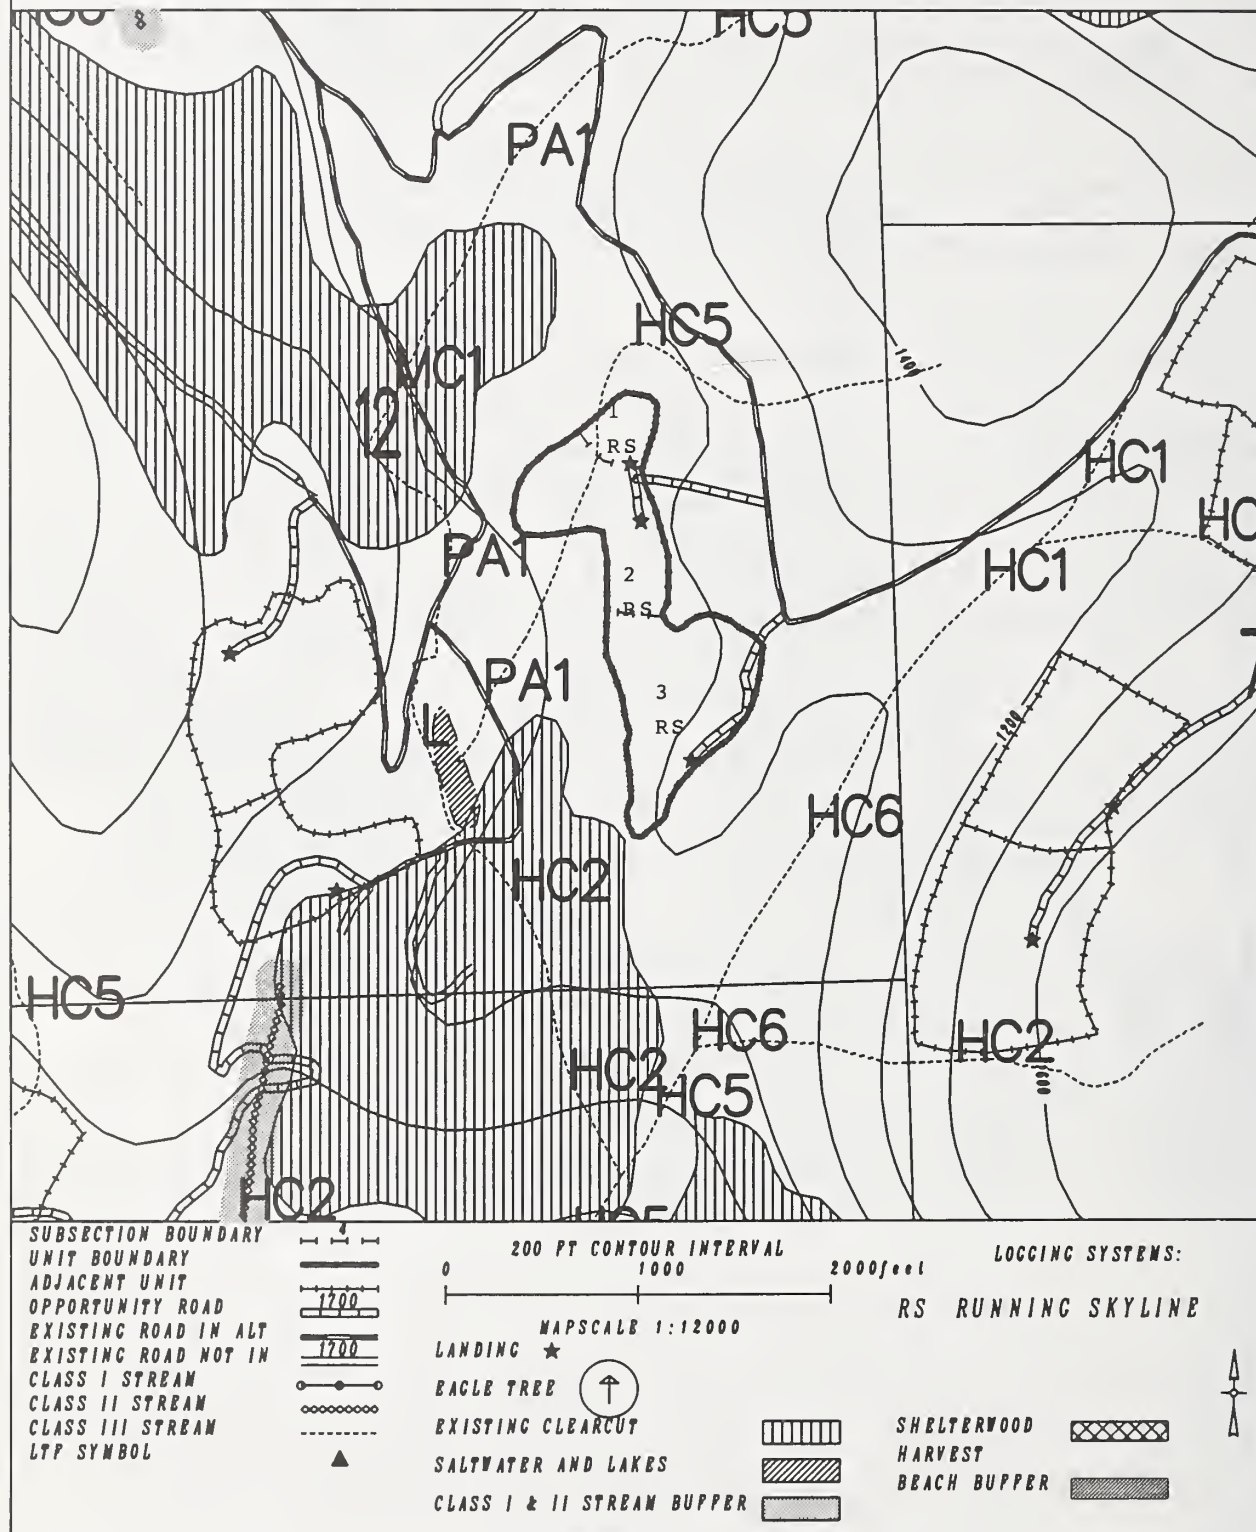 HC5
PA1
HC5
1400
MC1
12
1
RS
HC1
PA1
HC1
2
RS
PA1
3
RS
L
1200
HC6
HC2
HC5
HC6
HC2
HC2
HC5
1600
HC2
HC5
SUBSECTION BOUNDARY 4
UNIT BOUNDARY
ADJACENT UNIT
OPPORTUNITY ROAD 1700
EXISTING ROAD IN ALT
EXISTING ROAD NOT IN 1700
CLASS I STREAM
CLASS II STREAM
CLASS III STREAM
LTF SYMBOL
200 FT CONTOUR INTERVAL
0 1000 2000feet
MAPSCALE 1:12000
LANDING
EAGLE TREE
EXISTING CLEARCUT
SALTWATER AND LAKES
CLASS I & II STREAM BUFFER
LOGGING SYSTEMS:
RS RUNNING SKYLINE
SHELTERWOOD
HARVEST
BEACH BUFFER